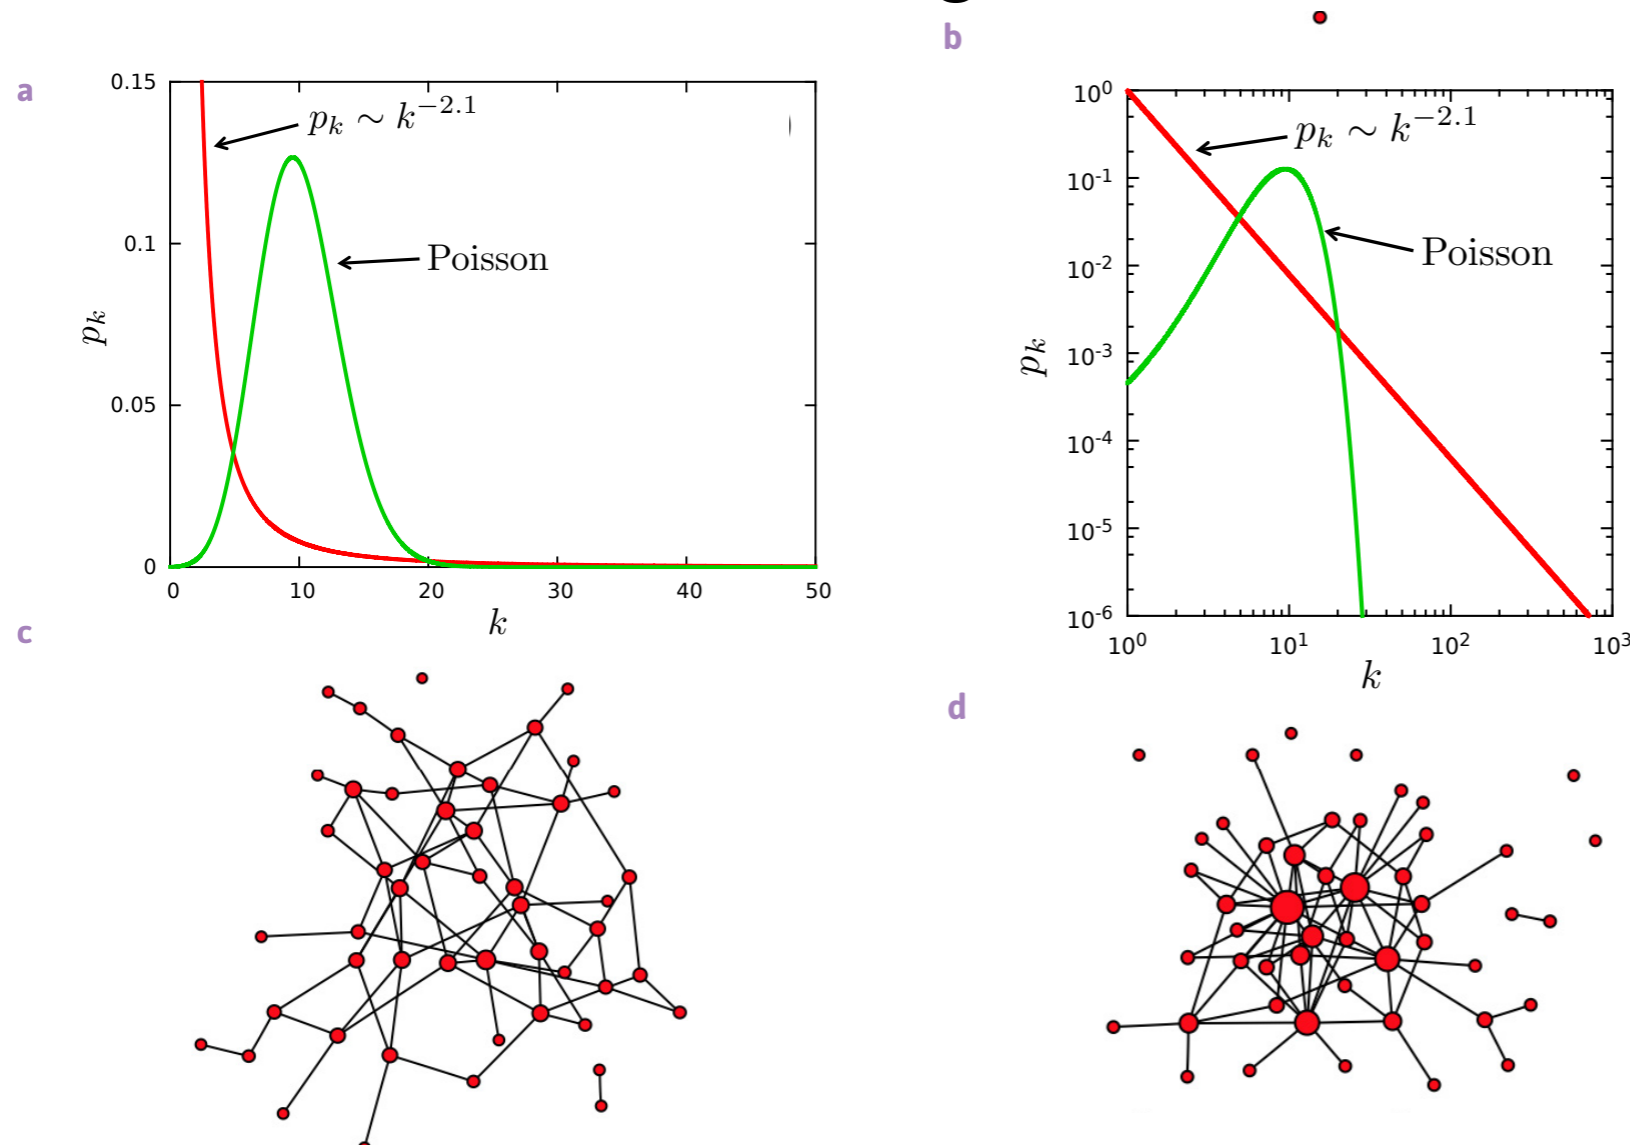 a
0.15
0.1
0.05
0
p_k
p_k ∼ k^{-2.1}
Poisson
0 10 20 30 40 50
k
b
10^0
10^-1
10^-2
10^-3
10^-4
10^-5
10^-6
p_k
p_k ∼ k^{-2.1}
Poisson
10^0 10^1 10^2 10^3
k
c
d